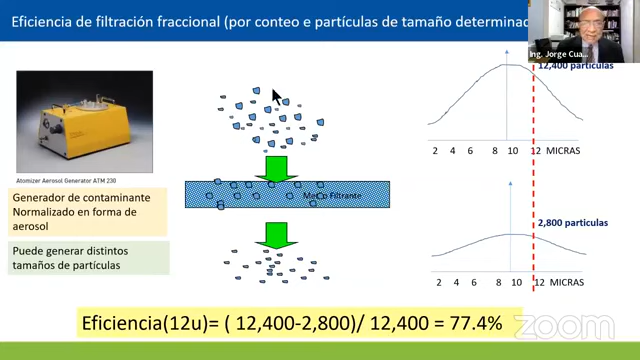 Eficiencia de filtración fraccional (por conteo e partículas de tamaño determina
Ing. Jorge Cua
12,400 particulas
2 4 6 8 10 12 MICRAS
Atomizer Aerosol Generator ATM 230
Medio Filtrante
Generador de contaminante
Normalizado en forma de
aerosol
2,800 particulas
Puede generar distintos
tamaños de partículas
2 4 6 8 10 12 MICRAS
Eficiencia(12u)= ( 12,400-2,800)/ 12,400 = 77.4%
zoom